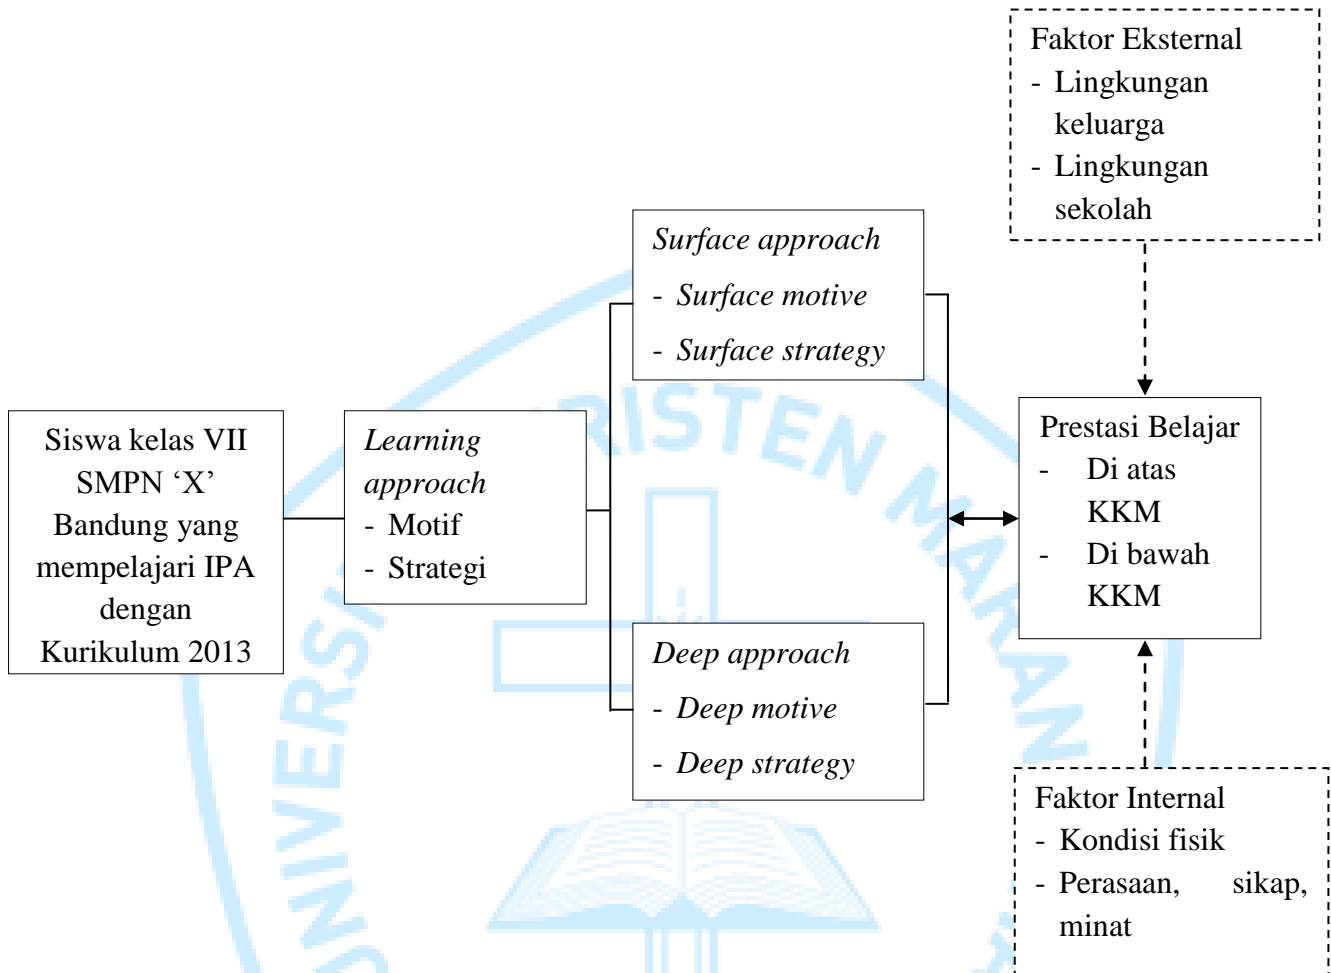 Siswa kelas VII
SMPN ‘X’
Bandung yang
mempelajari IPA
dengan
Kurikulum 2013
Learning
approach
- Motif
- Strategi
Surface approach
- Surface motive
- Surface strategy
Deep approach
- Deep motive
- Deep strategy
Faktor Eksternal
- Lingkungan
keluarga
- Lingkungan
sekolah
Prestasi Belajar
- Di atas
KKM
- Di bawah
KKM
Faktor Internal
- Kondisi fisik
- Perasaan, sikap,
minat